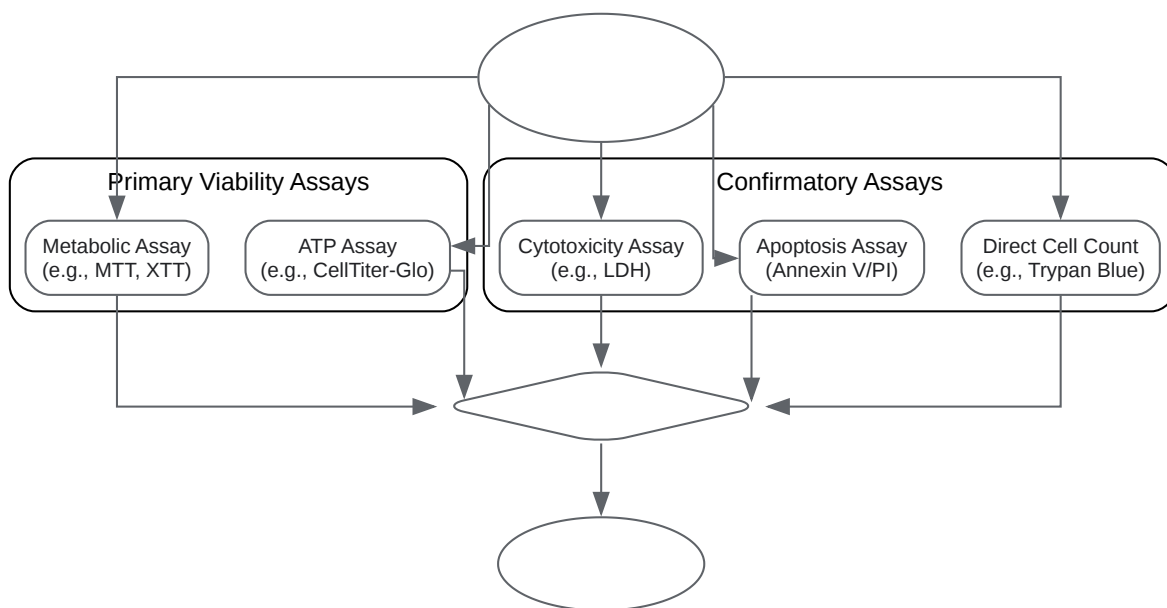 Primary Viability Assays
Confirmatory Assays
Metabolic Assay
(e.g., MTT, XTT)
ATP Assay
(e.g., CellTiter-Glo)
Cytotoxicity Assay
(e.g., LDH)
Apoptosis Assay
(Annexin V/PI)
Direct Cell Count
(e.g., Trypan Blue)